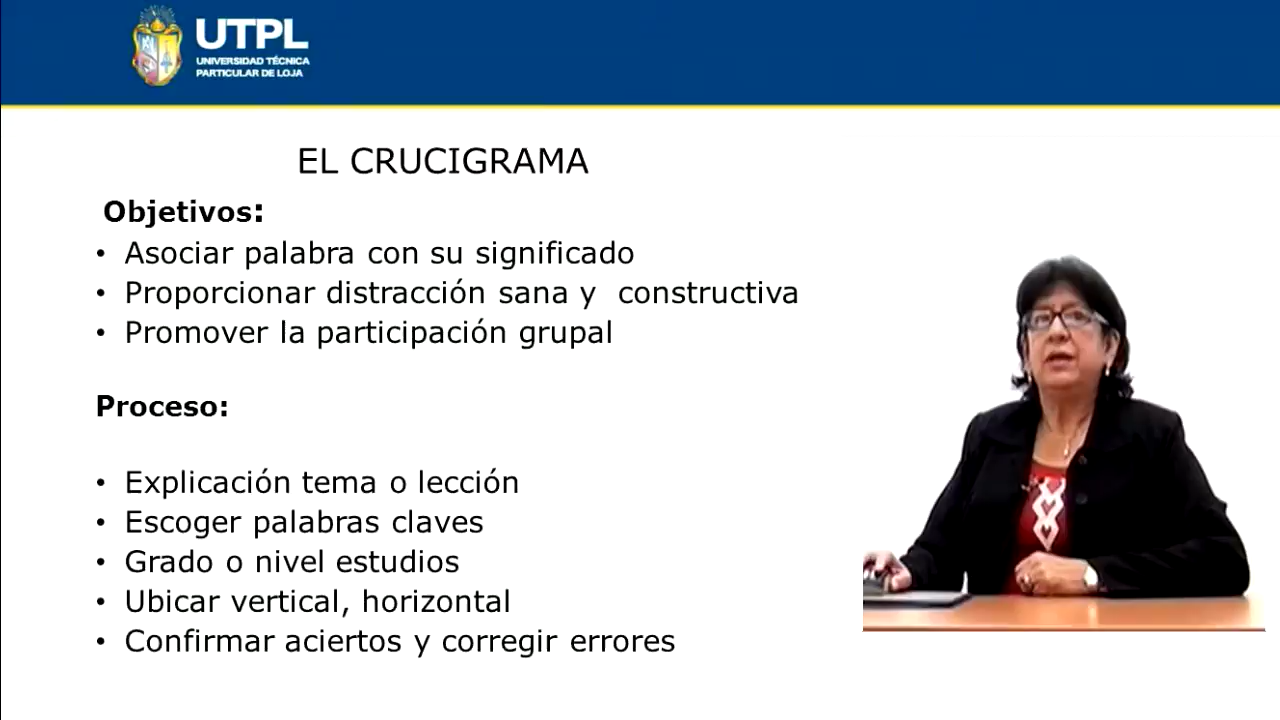 UTPL
UNIVERSIDAD TÉCNICA
PARTICULAR DE LOJA
EL CRUCIGRAMA
Objetivos:
• Asociar palabra con su significado
• Proporcionar distracción sana y constructiva
• Promover la participación grupal
Proceso:
• Explicación tema o lección
• Escoger palabras claves
• Grado o nivel estudios
• Ubicar vertical, horizontal
• Confirmar aciertos y corregir errores